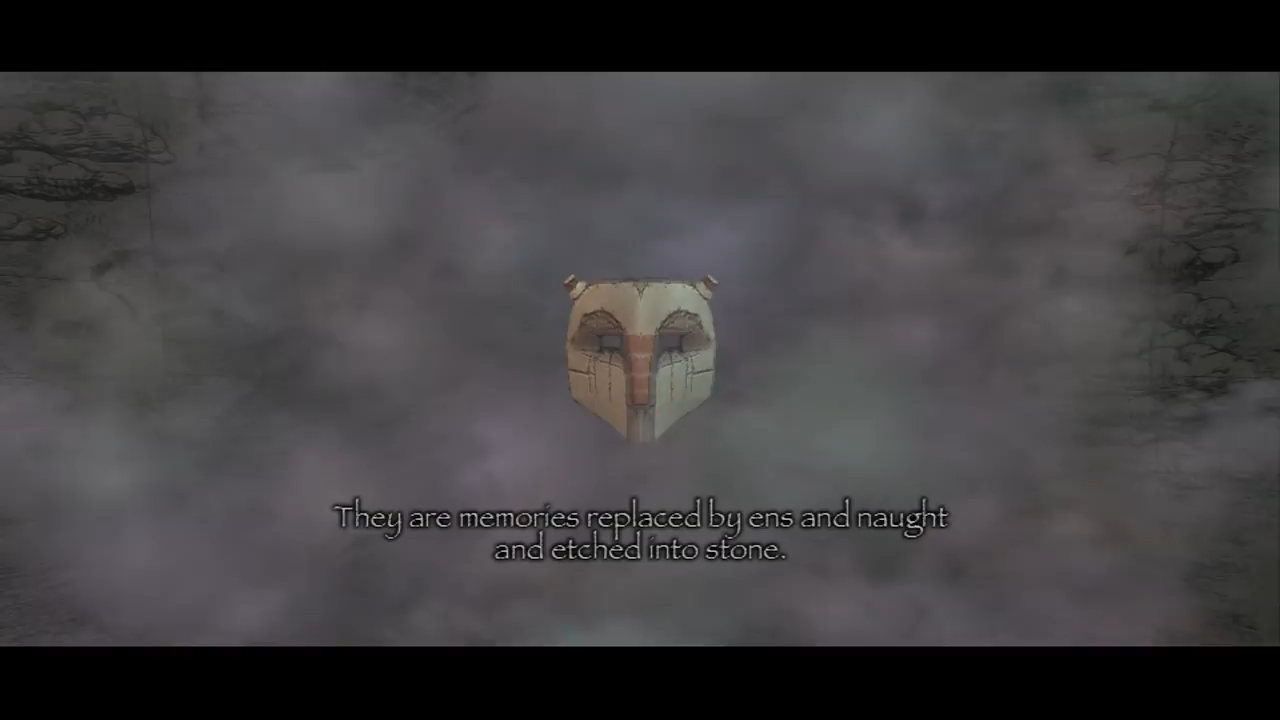 They are memories replaced by ens and naught
and etched into stone.